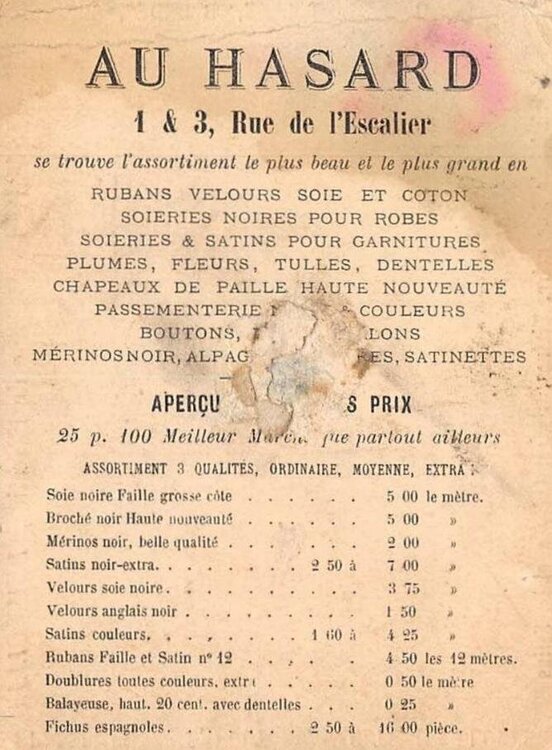 AU HASARD
1 & 3, Rue de l'Escalier
se trouve l'assortiment le plus beau et le plus grand en
RUBANS VELOURS SOIE ET COTON
SOIERIES NOIRES POUR ROBES
SOIERIES & SATINS POUR GARNITURES
PLUMES, FLEURS, TULLES, DENTELLES
CHAPEAUX DE PAILLE HAUTE NOUVEAUTÉ
PASSEMENTERIE & COULEURS
BOUTONS,
MÉRINOS NOIR, SATINETTES
APERÇU PRIX
25 p. 100 Meilleur partout ailleurs
ASSORTIMENT 3 QUALITÉS, ORDINAIRE, MOYENNE, EXTRA :
Soie noire Faille grosse côte . . . . . . 5 00 le mètre.
Broché noir Haute nouveauté . . . . . . 5 00 »
Mérinos noir, belle qualité . . . . . . 2 00 »
Satins noir-extra. . . . . . . . 2 50 à 7 00 »
Velours soie noire. . . . . . . . . 3 75 »
Velours anglais noir . . . . . . . . 1 50 »
Satins couleurs. . . . . . . . 1 60 à 4 25 »
Rubans Faille et Satin nº 12 . . . . . 4 50 les 12 mètres.
Doublures toutes couleurs, . . . . . 0 50 le mètre
Balayeuse, haut. 20 cent. avec dentelles . . . 0 25 »
Fichus espagnoles. . . . . . . 2 50 à 16 00 pièce.